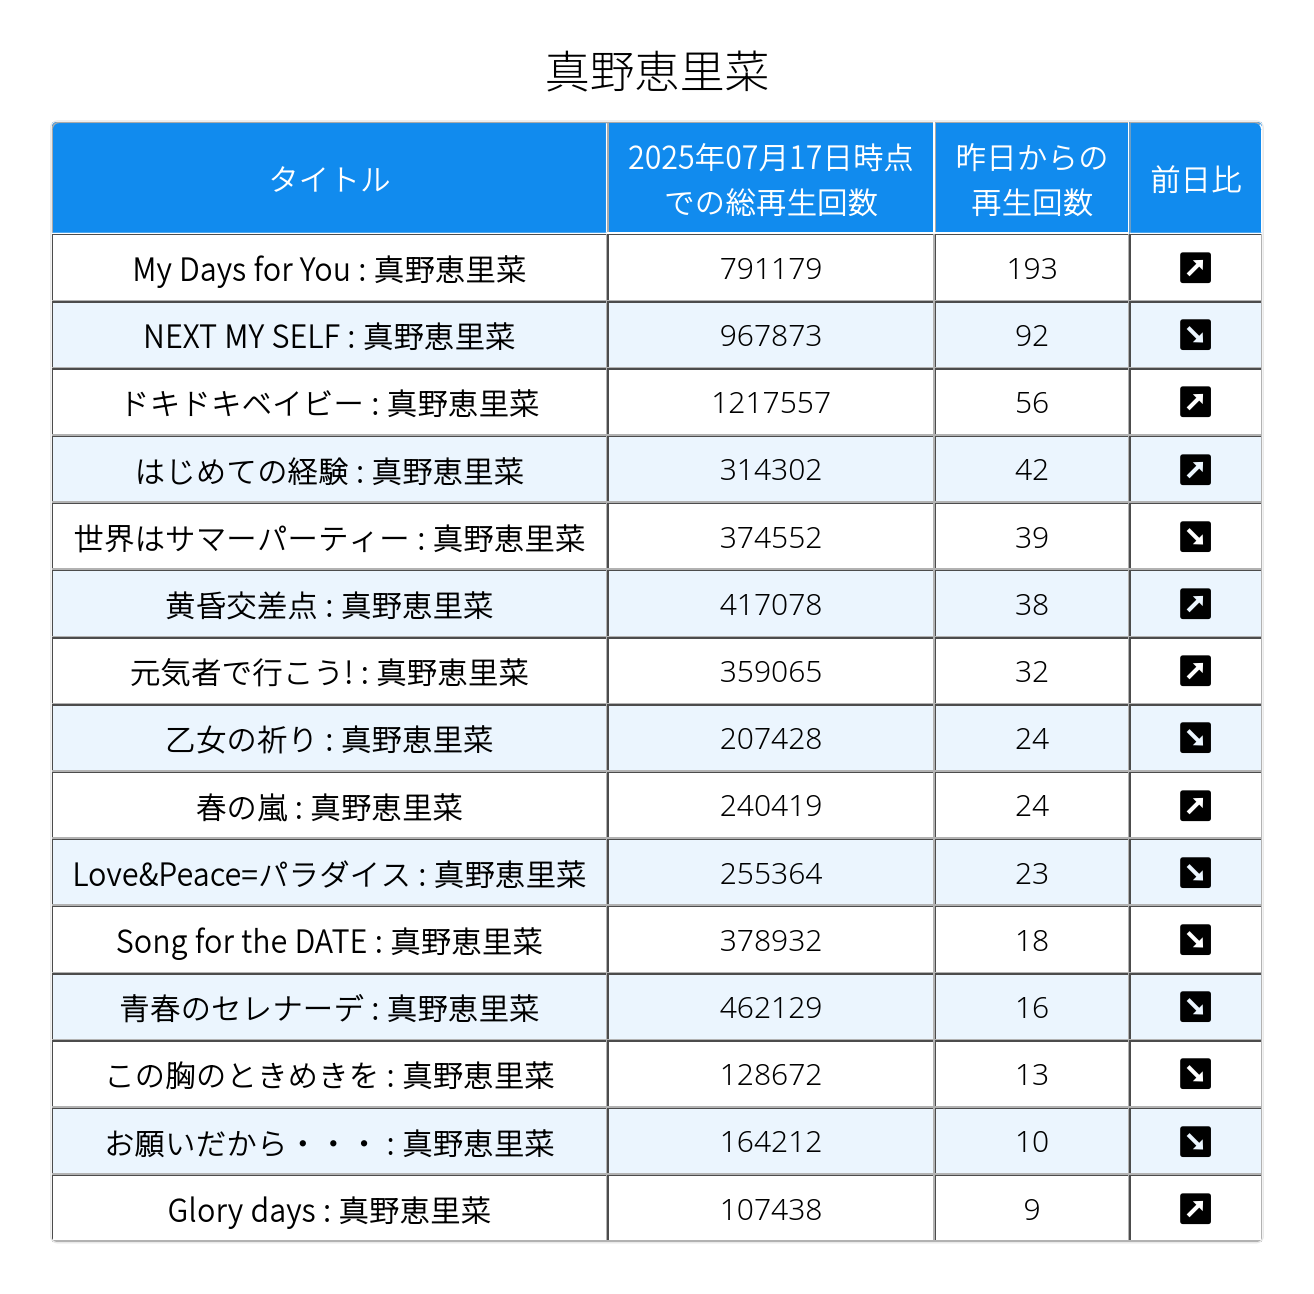 真野恵里菜
タイトル
2025年07月17日時点
での総再生回数
昨日からの
再生回数
前日比
My Days for You : 真野恵里菜 791179 193 ↗
NEXT MY SELF : 真野恵里菜 967873 92 ↘
ドキドキベイビー : 真野恵里菜 1217557 56 ↗
はじめての経験 : 真野恵里菜 314302 42 ↗
世界はサマーパーティー : 真野恵里菜 374552 39 ↘
黄昏交差点 : 真野恵里菜 417078 38 ↗
元気者で行こう! : 真野恵里菜 359065 32 ↗
乙女の祈り : 真野恵里菜 207428 24 ↘
春の嵐 : 真野恵里菜 240419 24 ↗
Love&Peace=パラダイス : 真野恵里菜 255364 23 ↘
Song for the DATE : 真野恵里菜 378932 18 ↘
青春のセレナーデ : 真野恵里菜 462129 16 ↘
この胸のときめきを : 真野恵里菜 128672 13 ↘
お願いだから・・・ : 真野恵里菜 164212 10 ↘
Glory days : 真野恵里菜 107438 9 ↗